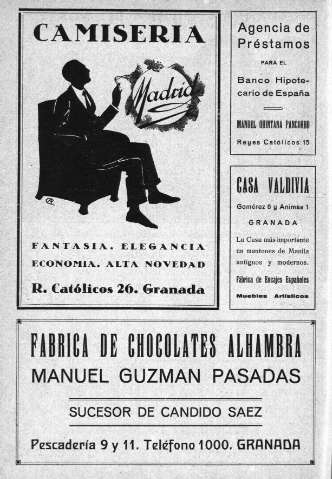 CAMISERIA
Madrid
FANTASIA. ELEGANCIA
ECONOMIA. ALTA NOVEDAD
R. Católicos 26. Granada
Agencia de
Préstamos
PARA EL
Banco Hipote-
cario de España
MANUEL QUINTANA PANCORBO
Reyes Católicos 15
CASA VALDIVIA
Gomérez 6 y Animas 1
GRANADA
La Casa más importante
en mantones de Manila
antiguos y modernos.
Fábrica de Encajes Españoles
Muebles Artísticos
FABRICA DE CHOCOLATES ALHAMBRA
MANUEL GUZMAN PASADAS
SUCESOR DE CANDIDO SAEZ
Pescadería 9 y 11. Teléfono 1000. GRANADA